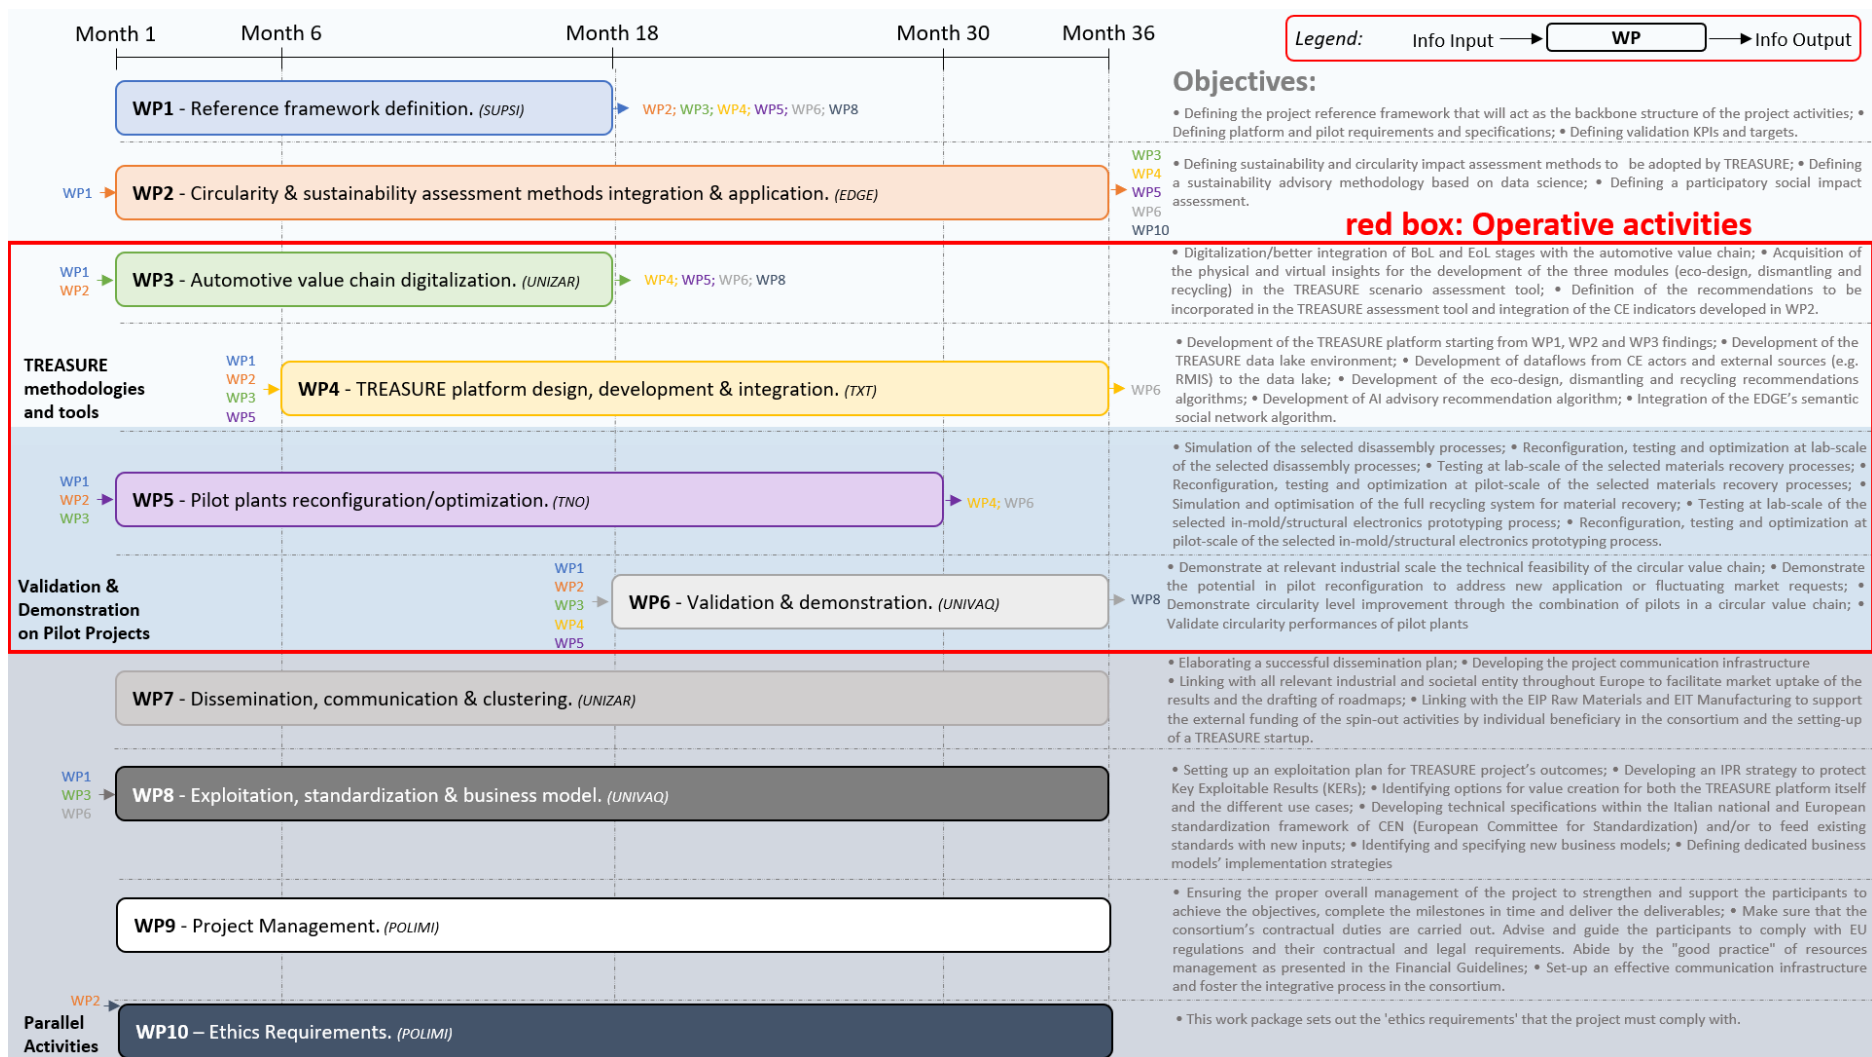 Month 1
Month 6
Month 18
Month 30
Month 36
Legend: Info Input WP Info Output
Objectives:
WP1 - Reference framework definition. (SUPSI)
WP2; WP3; WP4; WP5; WP6; WP8
• Defining the project reference framework that will act as the backbone structure of the project activities; •
Defining platform and pilot requirements and specifications; • Defining validation KPIs and targets.
WP1
WP2 - Circularity & sustainability assessment methods integration & application. (EDGE)
WP3
WP4
WP5
WP6
WP10
• Defining sustainability and circularity impact assessment methods to be adopted by TREASURE; • Defining
a sustainability advisory methodology based on data science; • Defining a participatory social impact
assessment.
red box: Operative activities
WP1
WP2
WP3 - Automotive value chain digitalization. (UNIZAR)
WP4; WP5; WP6; WP8
• Digitalization/better integration of BoL and EoL stages with the automotive value chain; • Acquisition of
the physical and virtual insights for the development of the three modules (eco-design, dismantling and
recycling) in the TREASURE scenario assessment tool; • Definition of the recommendations to be
incorporated in the TREASURE assessment tool and integration of the CE indicators developed in WP2.
TREASURE
methodologies
and tools
WP1
WP2
WP3
WP5
WP4 - TREASURE platform design, development & integration. (TXT)
WP6
• Development of the TREASURE platform starting from WP1, WP2 and WP3 findings; • Development of the
TREASURE data lake environment; • Development of dataflows from CE actors and external sources (e.g.
RMIS) to the data lake; • Development of the eco-design, dismantling and recycling recommendations
algorithms; • Development of AI advisory recommendation algorithm; • Integration of the EDGE's semantic
social network algorithm.
WP1
WP2
WP3
WP5 - Pilot plants reconfiguration/optimization. (TNO)
WP4; WP6
• Simulation of the selected disassembly processes; • Reconfiguration, testing and optimization at lab-scale
of the selected disassembly processes; • Testing at lab-scale of the selected materials recovery processes; •
Reconfiguration, testing and optimization at pilot-scale of the selected materials recovery processes; •
Simulation and optimisation of the full recycling system for material recovery; • Testing at lab-scale of the
selected in-mold/structural electronics prototyping process; • Reconfiguration, testing and optimization at
pilot-scale of the selected in-mold/structural electronics prototyping process.
Validation &
Demonstration
on Pilot Projects
WP1
WP2
WP3
WP4
WP5
WP6 - Validation & demonstration. (UNIVAQ)
WP8
• Demonstrate at relevant industrial scale the technical feasibility of the circular value chain; • Demonstrate
the potential in pilot reconfiguration to address new application or fluctuating market requests; •
Demonstrate circularity level improvement through the combination of pilots in a circular value chain; •
Validate circularity performances of pilot plants
WP7 - Dissemination, communication & clustering. (UNIZAR)
• Elaborating a successful dissemination plan; • Developing the project communication infrastructure
• Linking with all relevant industrial and societal entity throughout Europe to facilitate market uptake of the
results and the drafting of roadmaps; • Linking with the EIP Raw Materials and EIT Manufacturing to support
the external funding of the spin-out activities by individual beneficiary in the consortium and the setting-up
of a TREASURE startup.
WP1
WP3
WP6
WP8 - Exploitation, standardization & business model. (UNIVAQ)
• Setting up an exploitation plan for TREASURE project's outcomes; • Developing an IPR strategy to protect
Key Exploitable Results (KERs); • Identifying options for value creation for both the TREASURE platform itself
and the different use cases; • Developing technical specifications within the Italian national and European
standardization framework of CEN (European Committee for Standardization) and/or to feed existing
standards with new inputs; • Identifying and specifying new business models; • Defining dedicated business
models' implementation strategies
WP9 - Project Management. (POLIMI)
• Ensuring the proper overall management of the project to strengthen and support the participants to
achieve the objectives, complete the milestones in time and deliver the deliverables; • Make sure that the
consortium's contractual duties are carried out. Advise and guide the participants to comply with EU
regulations and their contractual and legal requirements. Abide by the "good practice" of resources
management as presented in the Financial Guidelines; • Set-up an effective communication infrastructure
and foster the integrative process in the consortium.
WP2
Parallel
Activities
WP10 – Ethics Requirements. (POLIMI)
• This work package sets out the 'ethics requirements' that the project must comply with.